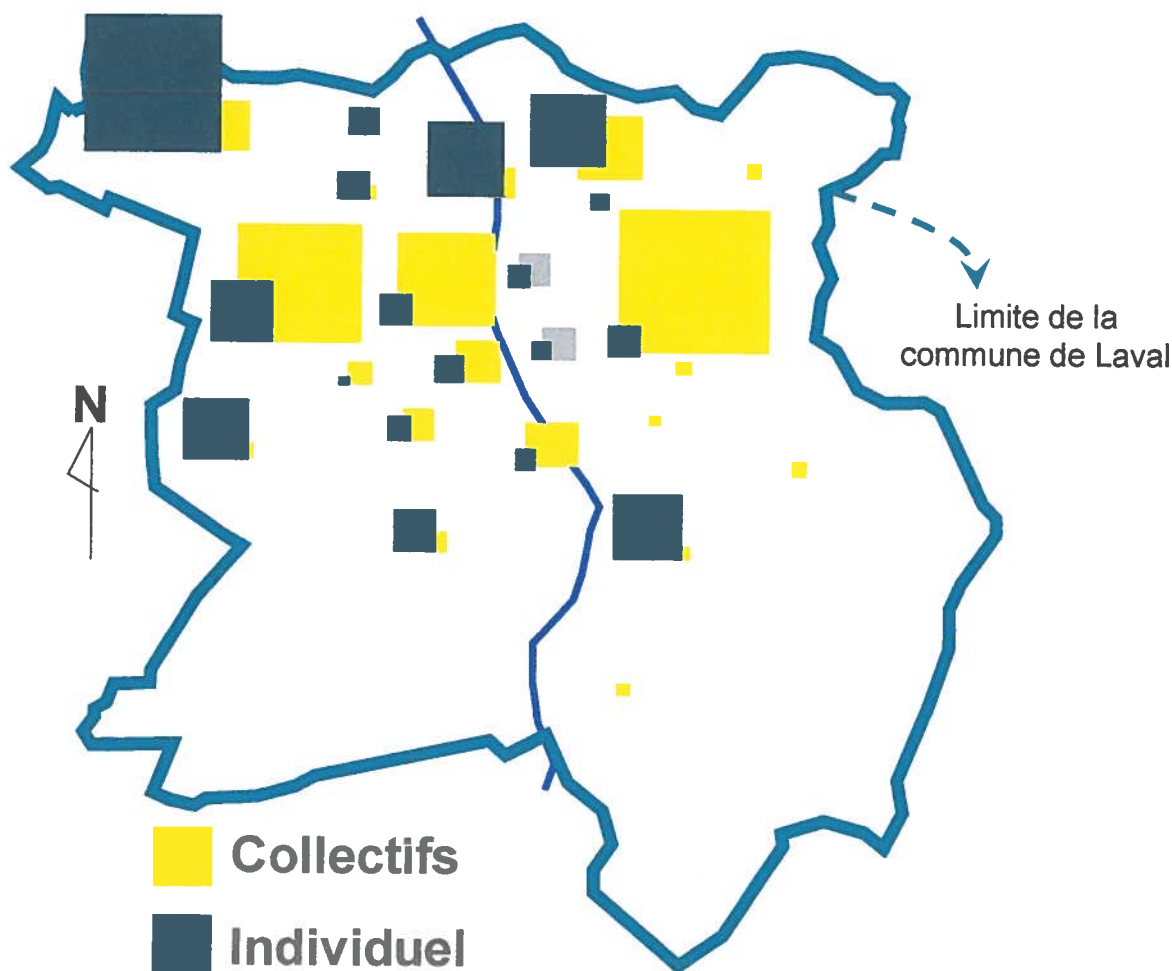 Limite de la
commune de Laval
N
Collectifs
Individuel